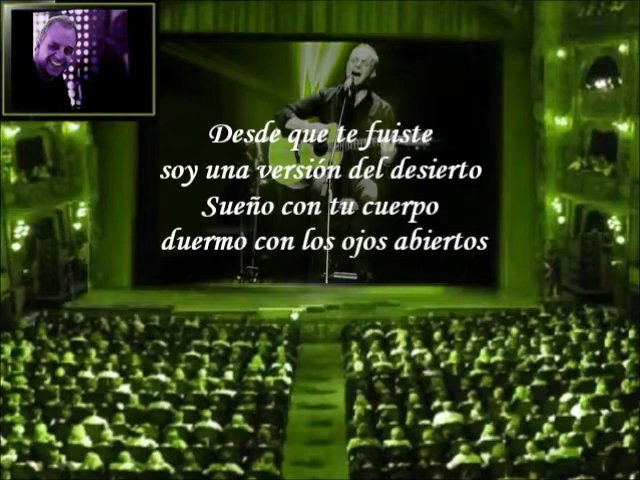 Desde que te fuiste
soy una versión del desierto
Sueño con tu cuerpo
duermo con los ojos abiertos